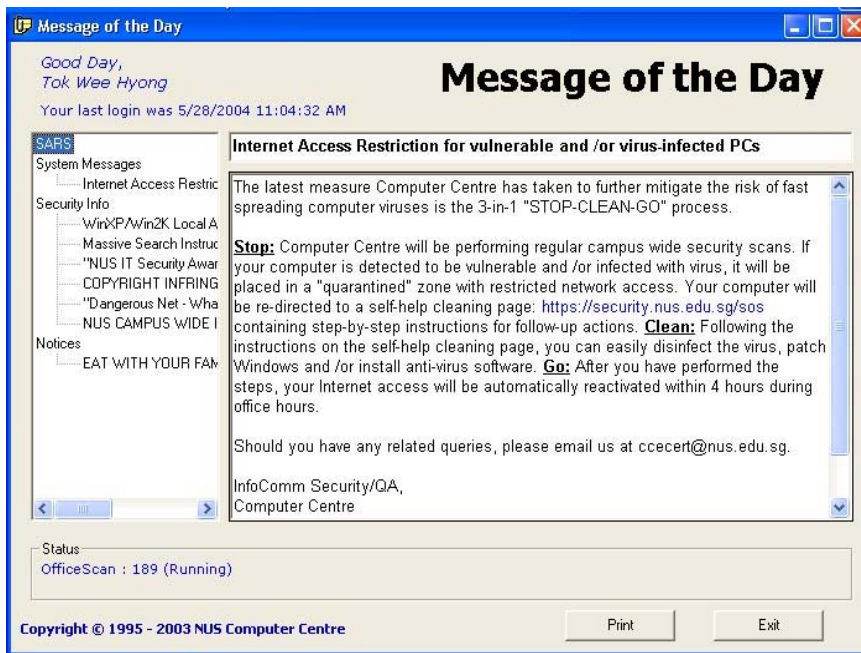 Message of the Day
Good Day,
Tok Wee Hyong
Your last login was 5/28/2004 11:04:32 AM
Message of the Day
SARS
System Messages
Internet Access Restric
Security Info
WinXP/Win2K Local A
Massive Search Instruc
"NUS IT Security Awar
COPYRIGHT INFRING
"Dangerous Net - Wha
NUS CAMPUS WIDE I
Notices
EAT WITH YOUR FAM
Internet Access Restriction for vulnerable and /or virus-infected PCs
The latest measure Computer Centre has taken to further mitigate the risk of fast
spreading computer viruses is the 3-in-1 "STOP-CLEAN-GO" process.
Stop: Computer Centre will be performing regular campus wide security scans. If
your computer is detected to be vulnerable and /or infected with virus, it will be
placed in a "quarantined" zone with restricted network access. Your computer will
be re-directed to a self-help cleaning page: https://security.nus.edu.sg/sos
containing step-by-step instructions for follow-up actions. Clean: Following the
instructions on the self-help cleaning page, you can easily disinfect the virus, patch
Windows and /or install anti-virus software. Go: After you have performed the
steps, your Internet access will be automatically reactivated within 4 hours during
office hours.
Should you have any related queries, please email us at ccecert@nus.edu.sg.
InfoComm Security/QA,
Computer Centre
Status
OfficeScan : 189 (Running)
Copyright © 1995 - 2003 NUS Computer Centre
Print
Exit